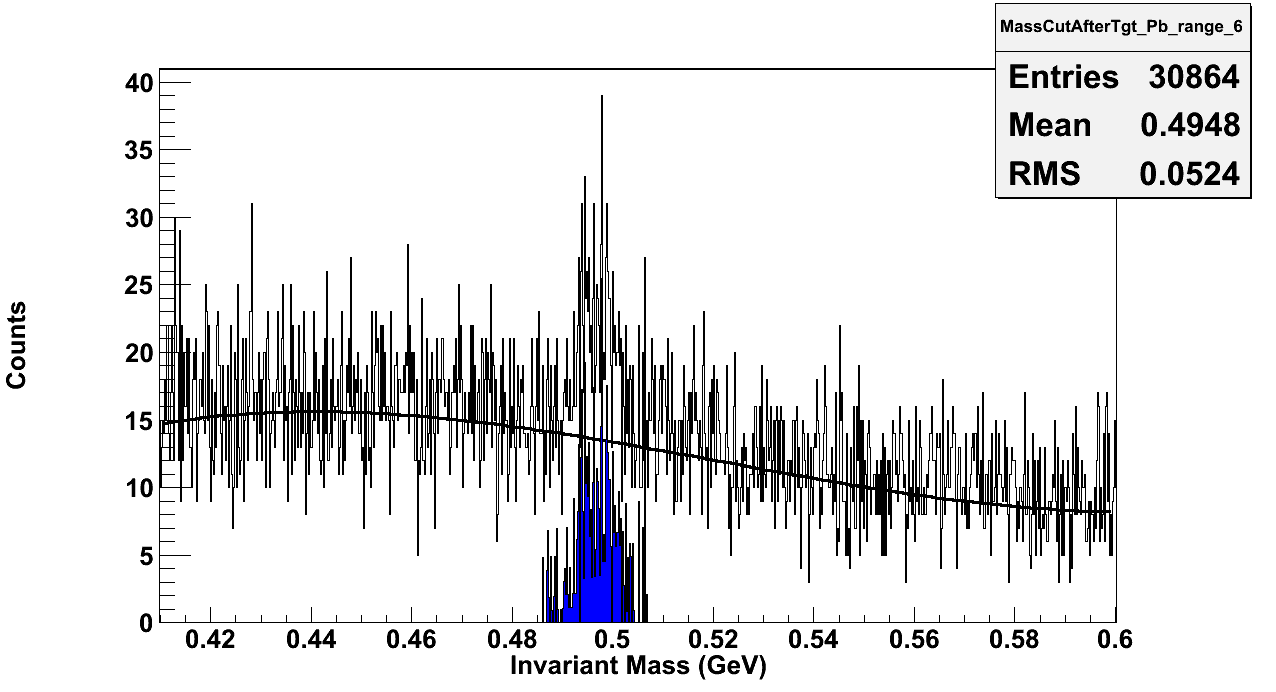 MassCutAfterTgt_Pb_range_6
Entries 30864
Mean 0.4948
RMS 0.0524
40
35
30
25
20
15
10
5
0
Counts
0.42 0.44 0.46 0.48 0.5 0.52 0.54 0.56 0.58 0.6
Invariant Mass (GeV)